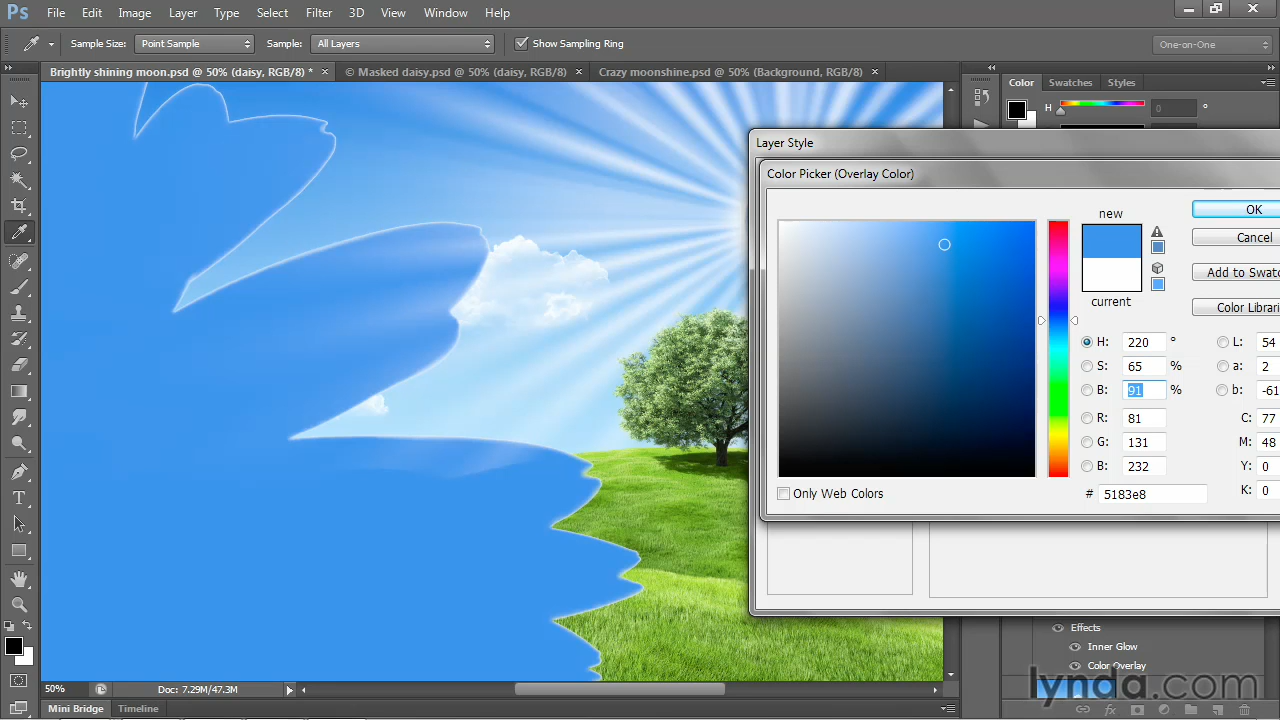 Ps File Edit Image Layer Type Select Filter 3D View Window Help
Sample Size: Point Sample Sample: All Layers Show Sampling Ring One-on-One
Brightly shining moon.psd @ 50% (daisy, RGB/8) * × © Masked daisy.psd @ 50% (daisy, RGB/8) × Crazy moonshine.psd @ 50% (Background, RGB/8) ×
Color Swatches Styles
H 0 °
Layer Style
Color Picker (Overlay Color)
new
current
OK
Cancel
Add to Swatc
Color Librari
H: 220 ° L: 54
S: 65 % a: 2
B: 91 % b: -61
R: 81 C: 77
G: 131 M: 48
B: 232 Y: 0
# 5183e8 K: 0
Only Web Colors
T
Effects
Inner Glow
Color Overlay
lynda.com
50% Doc: 7.29M/47.3M
Mini Bridge Timeline
fx